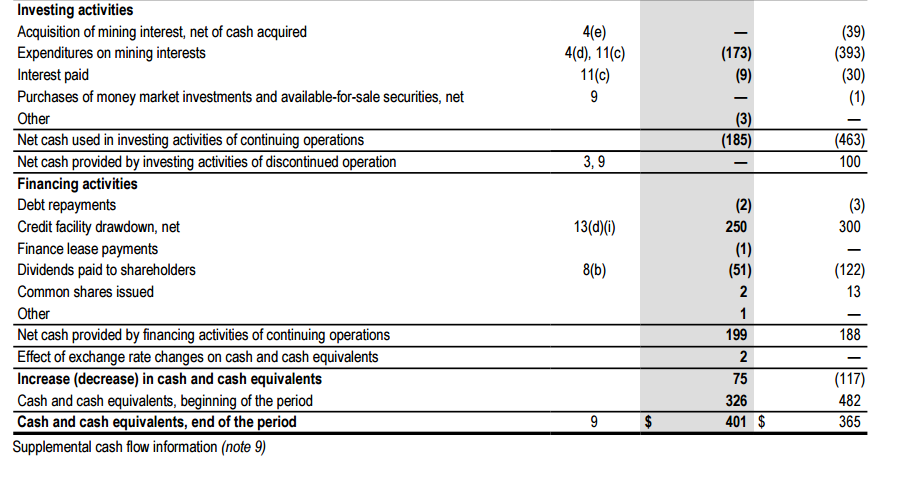 Investing activities
Acquisition of mining interest, net of cash acquired 4(e) — (39)
Expenditures on mining interests 4(d), 11(c) (173) (393)
Interest paid 11(c) (9) (30)
Purchases of money market investments and available-for-sale securities, net 9 — (1)
Other (3) —
Net cash used in investing activities of continuing operations (185) (463)
Net cash provided by investing activities of discontinued operation 3, 9 — 100
Financing activities
Debt repayments (2) (3)
Credit facility drawdown, net 13(d)(i) 250 300
Finance lease payments (1) —
Dividends paid to shareholders 8(b) (51) (122)
Common shares issued 2 13
Other 1 —
Net cash provided by financing activities of continuing operations 199 188
Effect of exchange rate changes on cash and cash equivalents 2 —
Increase (decrease) in cash and cash equivalents 75 (117)
Cash and cash equivalents, beginning of the period 326 482
Cash and cash equivalents, end of the period 9 $ 401 $ 365
Supplemental cash flow information (note 9)